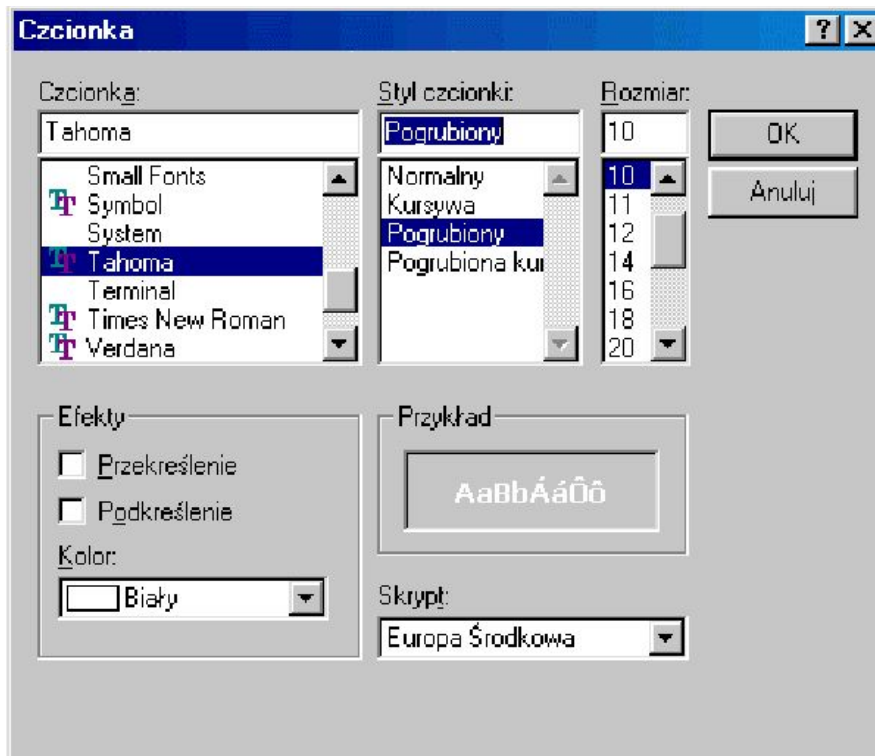 Czcionka
? X
Czcionka: Styl czcionki: Rozmiar:
Tahoma Pogrubiony 10 OK
Small Fonts Normalny 10 Anuluj
Symbol Kursywa 11
System Pogrubiony 12
Tahoma Pogrubiona kur 14
Terminal 16
Times New Roman 18
Verdana 20
Efekty
Przekreślenie
Podkreślenie
Kolor:
Biały
Przykład
AaBbÁáÔô
Skrypt:
Europa Środkowa